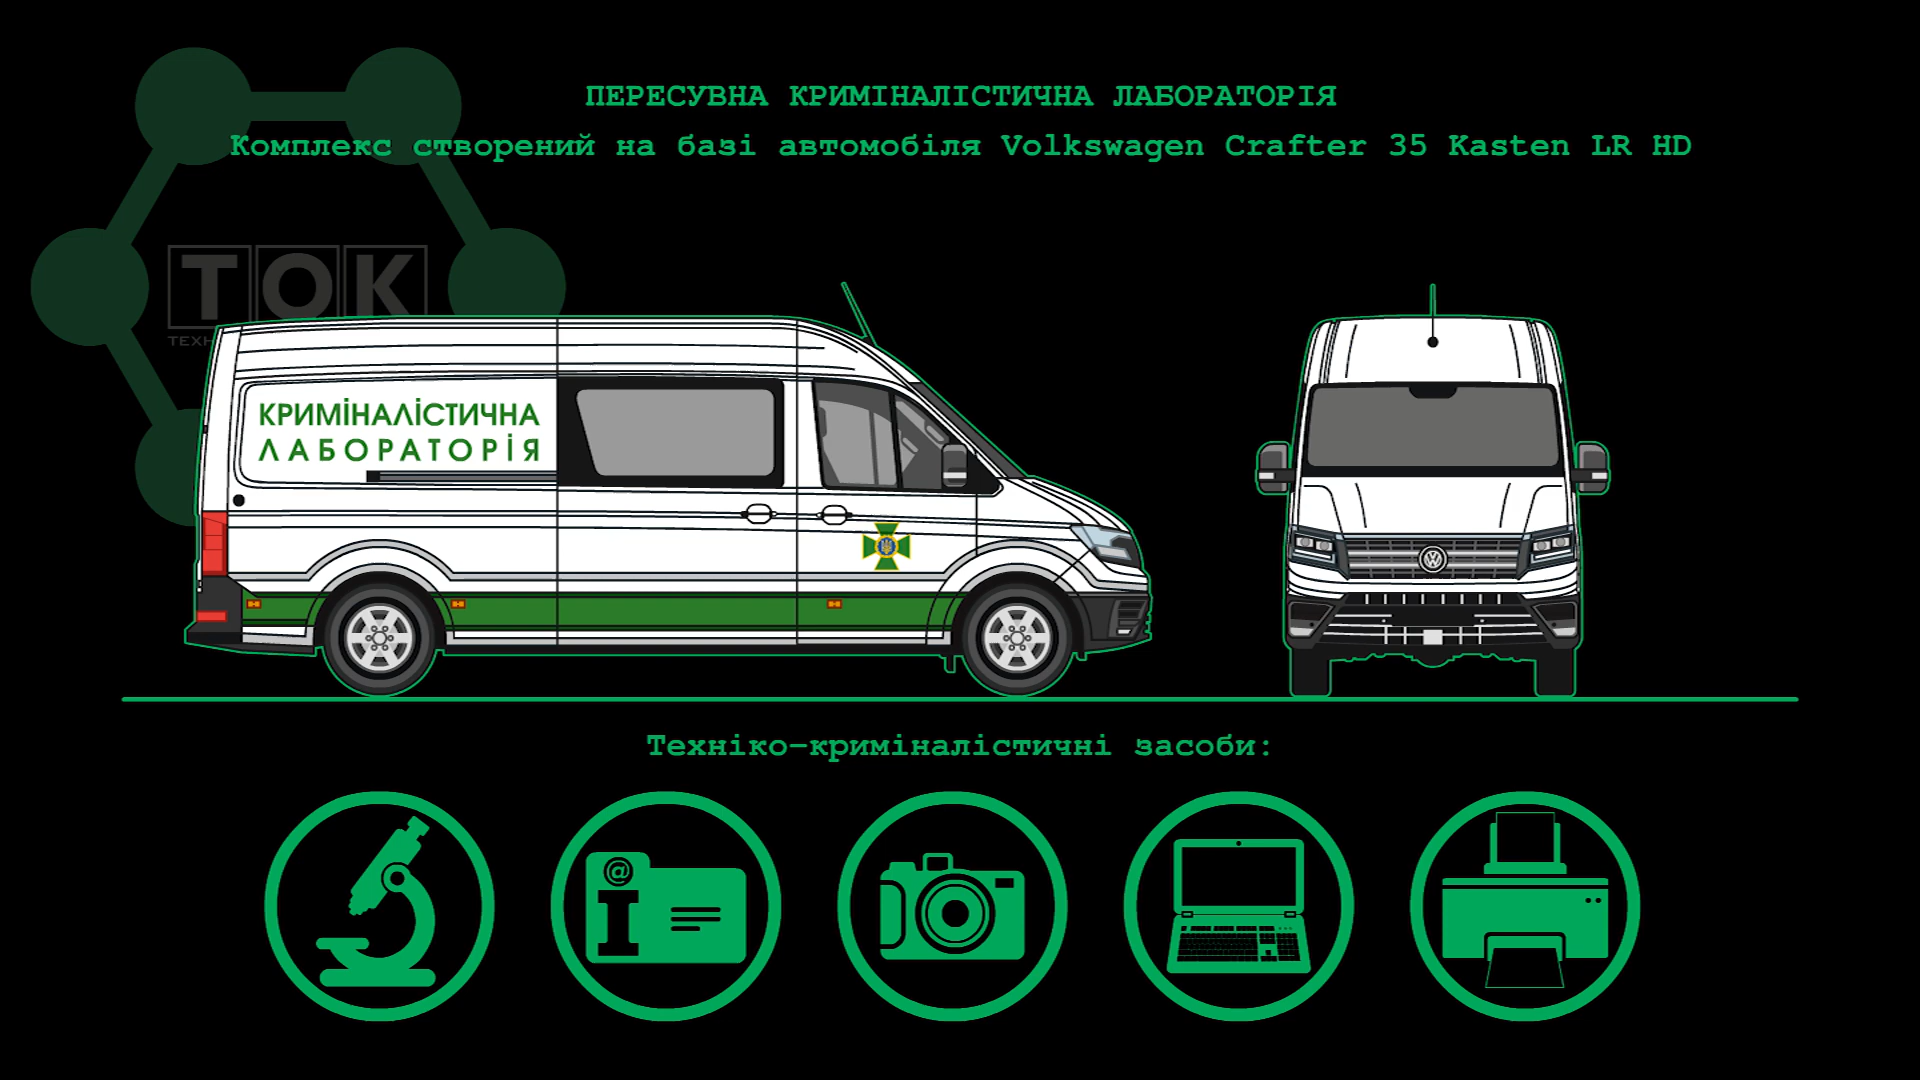 ПЕРЕСУВНА КРИМІНАЛІСТИЧНА ЛАБОРАТОРІЯ
Комплекс створений на базі автомобіля Volkswagen Crafter 35 Kasten LR HD
ТОК
КРИМІНАЛІСТИЧНА
ЛАБОРАТОРІЯ
Техніко-криміналістичні засоби:
@
I